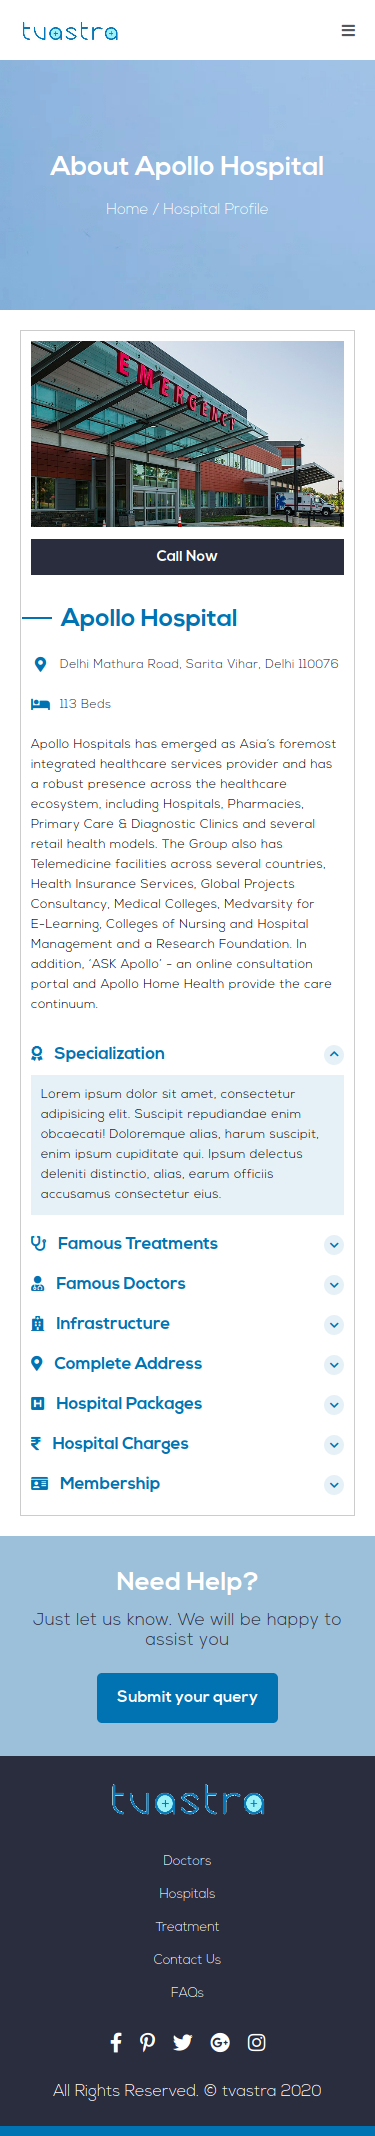 tvastra
About Apollo Hospital
Home / Hospital Profile
EMERGENCY
Call Now
Apollo Hospital
Delhi Mathura Road, Sarita Vihar, Delhi 110076
113 Beds
Apollo Hospitals has emerged as Asia's foremost
integrated healthcare services provider and has
a robust presence across the healthcare
ecosystem, including Hospitals, Pharmacies,
Primary Care & Diagnostic Clinics and several
retail health models. The Group also has
Telemedicine facilities across several countries,
Health Insurance Services, Global Projects
Consultancy, Medical Colleges, Medvarsity for
E-Learning, Colleges of Nursing and Hospital
Management and a Research Foundation. In
addition, 'ASK Apollo' - an online consultation
portal and Apollo Home Health provide the care
continuum.
Specialization
Lorem ipsum dolor sit amet, consectetur
adipisicing elit. Suscipit repudiandae enim
obcaecati! Doloremque alias, harum suscipit,
enim ipsum cupiditate qui. Ipsum delectus
deleniti distinctio, alias, earum officiis
accusamus consectetur eius.
Famous Treatments
Famous Doctors
Infrastructure
Complete Address
Hospital Packages
₹ Hospital Charges
Membership
Need Help?
Just let us know. We will be happy to
assist you
Submit your query
tvastra
Doctors
Hospitals
Treatment
Contact Us
FAQs
All Rights Reserved. © tvastra 2020